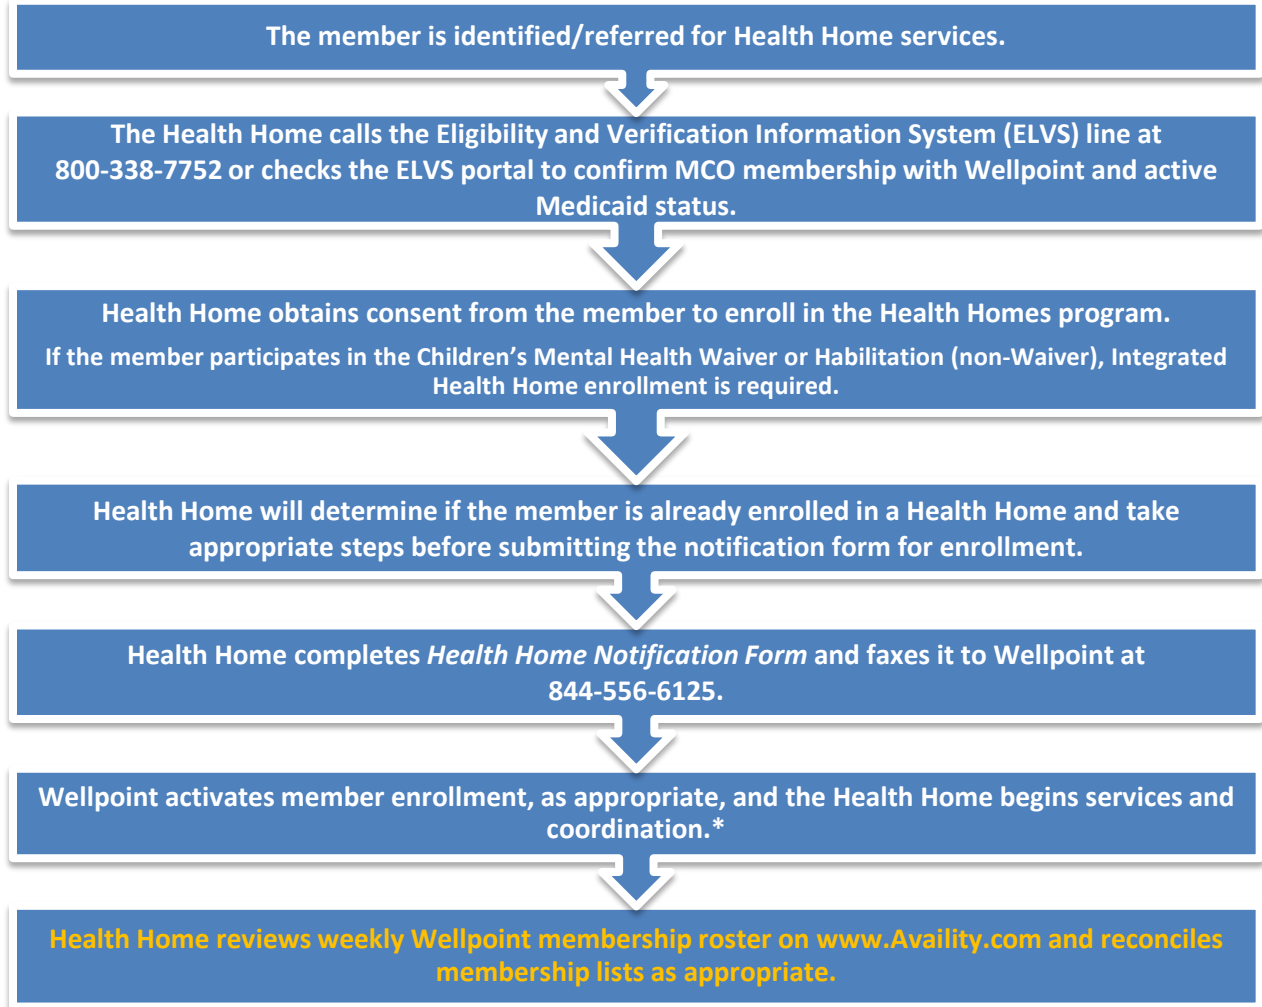 The member is identified/referred for Health Home services.
The Health Home calls the Eligibility and Verification Information System (ELVS) line at
800-338-7752 or checks the ELVS portal to confirm MCO membership with Wellpoint and active
Medicaid status.
Health Home obtains consent from the member to enroll in the Health Homes program.
If the member participates in the Children’s Mental Health Waiver or Habilitation (non-Waiver), Integrated
Health Home enrollment is required.
Health Home will determine if the member is already enrolled in a Health Home and take
appropriate steps before submitting the notification form for enrollment.
Health Home completes Health Home Notification Form and faxes it to Wellpoint at
844-556-6125.
Wellpoint activates member enrollment, as appropriate, and the Health Home begins services and
coordination.*
Health Home reviews weekly Wellpoint membership roster on www.Availity.com and reconciles
membership lists as appropriate.